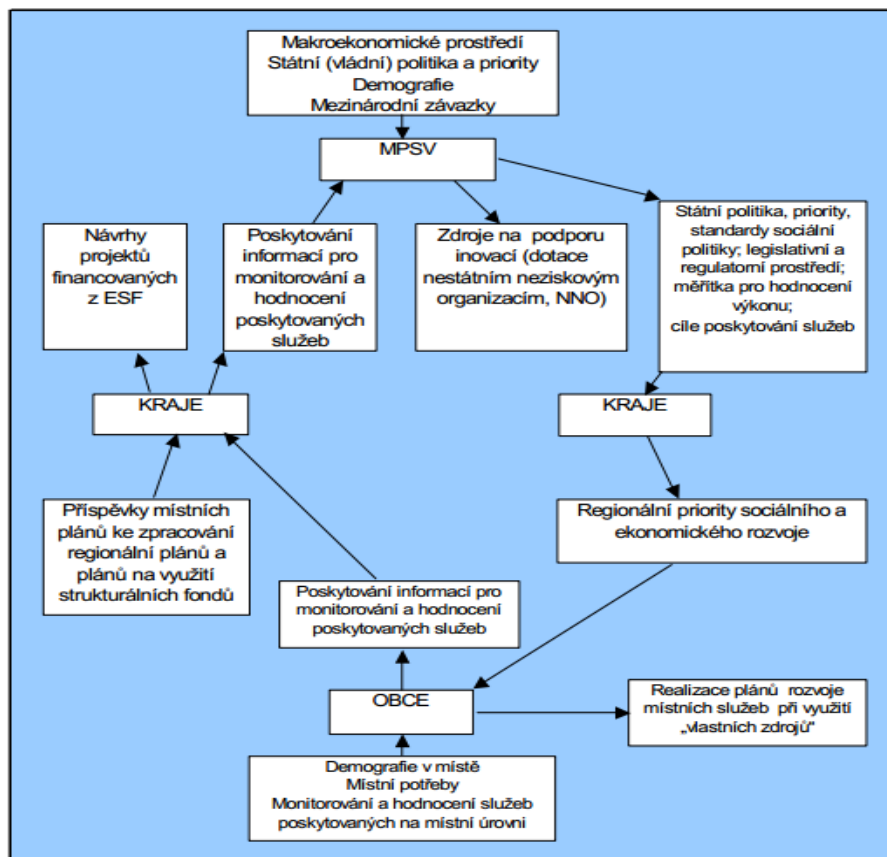 Makroekonomické prostředí
Státní (vládní) politika a priority
Demografie
Mezinárodní závazky
MPSV
Návrhy
projektů
financovaných
z ESF
Poskytování
informací pro
monitorování a
hodnocení
poskytovaných
služeb
Zdroje na podporu
inovací (dotace
nestátním neziskovým
organizacím, NNO)
Státní politika, priority,
standardy sociální
politiky; legislativní a
regulatorní prostředí;
měřítka pro hodnocení
výkonu;
cíle poskytování služeb
KRAJE
KRAJE
Příspěvky místních
plánů ke zpracování
regionální plánů a
plánů na využití
strukturálních fondů
Regionální priority sociálního a
ekonomického rozvoje
Poskytování informací pro
monitorování a hodnocení
poskytovaných služeb
OBCE
Realizace plánů rozvoje
místních služeb při využití
„vlastních zdrojů"
Demografie v místě
Místní potřeby
Monitorování a hodnocení služeb
poskytovaných na místní úrovni